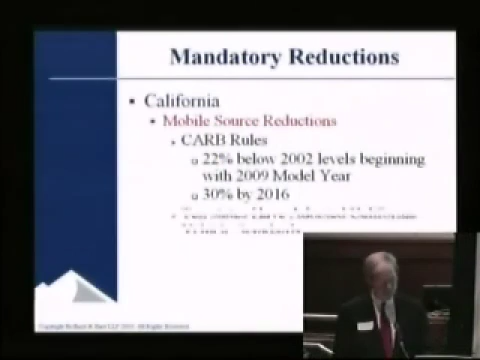 Mandatory Reductions
California
Mobile Source Reductions
CARB Rules
22% below 2002 levels beginning
with 2009 Model Year
30% by 2016